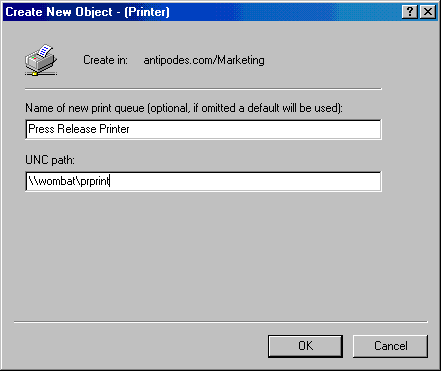 Create New Object - (Printer)
Create in: antipodes.com/Marketing
Name of new print queue (optional, if omitted a default will be used):
Press Release Printer
UNC path:
\\wombat\prprint
OK Cancel